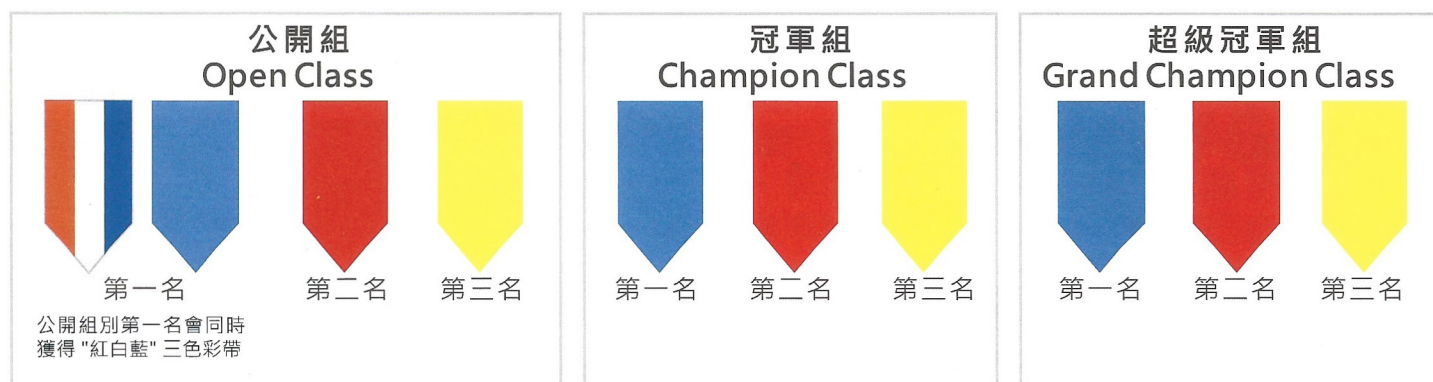 公開組
Open Class
第一名
第二名
第三名
公開組別第一名會同時
獲得 "紅白藍" 三色彩帶
冠軍組
Champion Class
第一名
第二名
第三名
超級冠軍組
Grand Champion Class
第一名
第二名
第三名